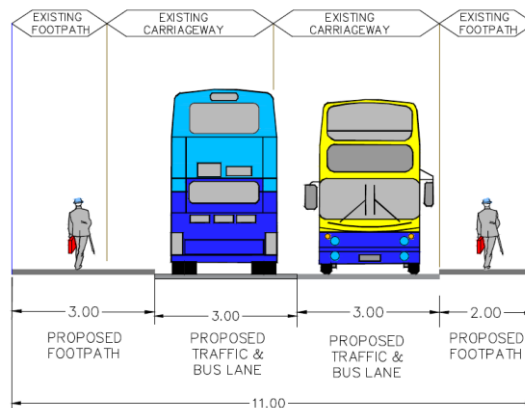 EXISTING
FOOTPATH
EXISTING
CARRIAGEWAY
EXISTING
CARRIAGEWAY
EXISTING
FOOTPATH
3.00
3.00
3.00
2.00
PROPOSED
FOOTPATH
PROPOSED
TRAFFIC &
BUS LANE
PROPOSED
TRAFFIC &
BUS LANE
PROPOSED
FOOTPATH
11.00